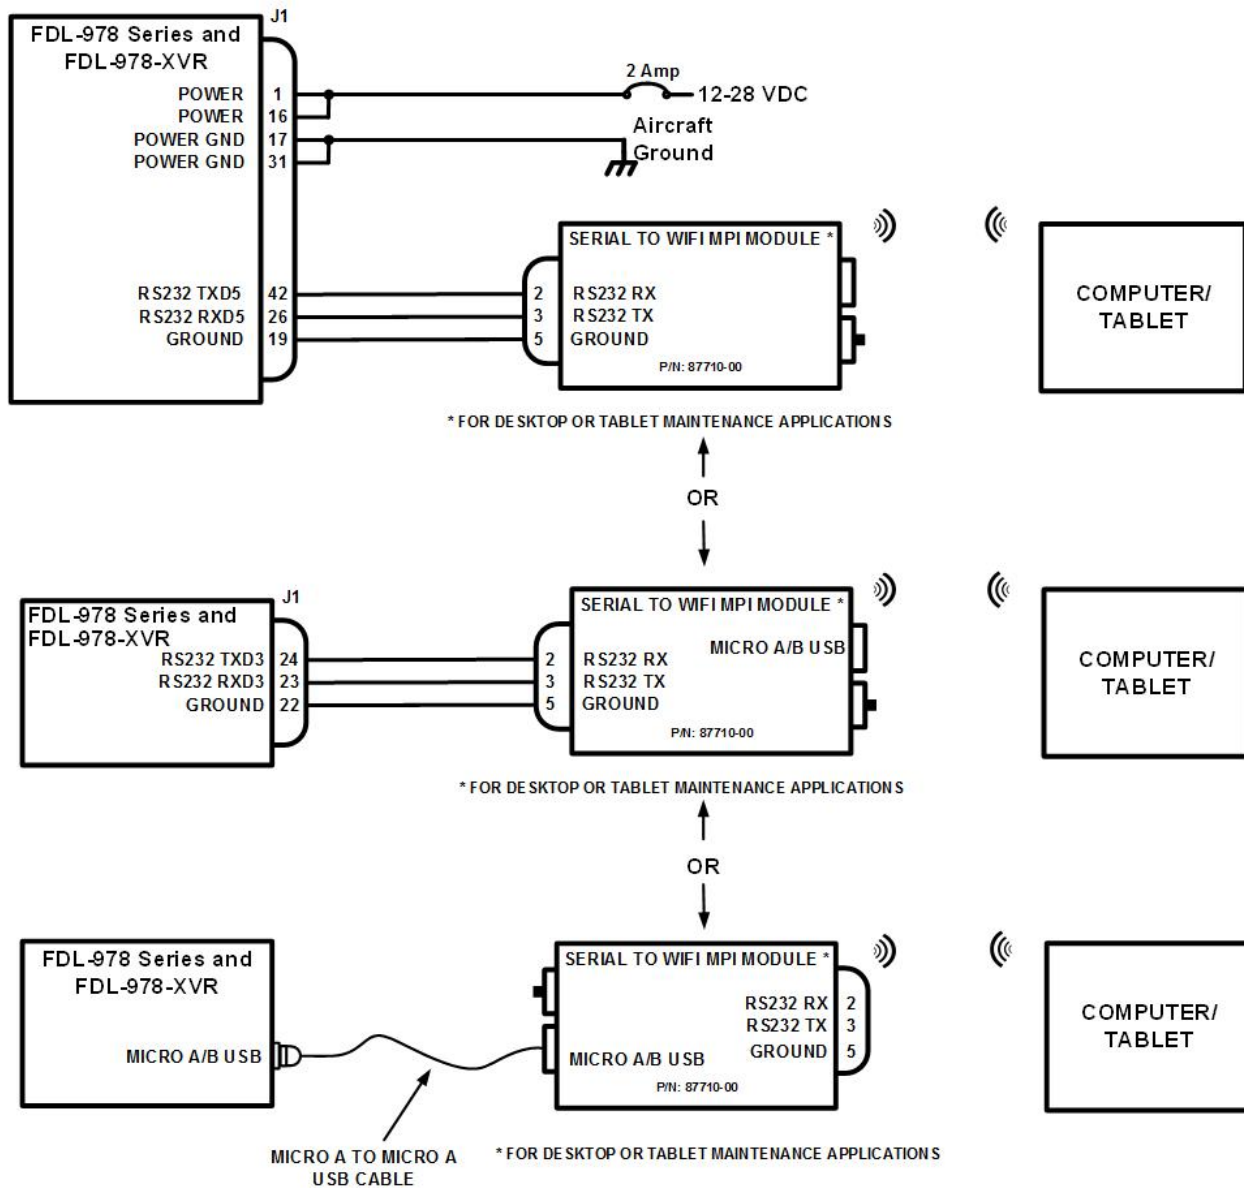 J1
FDL-978 Series and
FDL-978-XVR
POWER 1
POWER 16
POWER GND 17
POWER GND 31
2 Amp
12-28 VDC
Aircraft
Ground
RS232 TXD5 42
RS232 RXD5 26
GROUND 19
SERIAL TO WIFI MPI MODULE *
2 RS232 RX
3 RS232 TX
5 GROUND
P/N: 87710-00
COMPUTER/
TABLET
* FOR DESKTOP OR TABLET MAINTENANCE APPLICATIONS
OR
J1
FDL-978 Series and
FDL-978-XVR
RS232 TXD3 24
RS232 RXD3 23
GROUND 22
SERIAL TO WIFI MPI MODULE *
MICRO A/B USB
2 RS232 RX
3 RS232 TX
5 GROUND
P/N: 87710-00
COMPUTER/
TABLET
* FOR DESKTOP OR TABLET MAINTENANCE APPLICATIONS
OR
FDL-978 Series and
FDL-978-XVR
MICRO A/B USB
MICRO A TO MICRO A
USB CABLE
SERIAL TO WIFI MPI MODULE *
RS232 RX 2
RS232 TX 3
GROUND 5
MICRO A/B USB
P/N: 87710-00
COMPUTER/
TABLET
* FOR DESKTOP OR TABLET MAINTENANCE APPLICATIONS